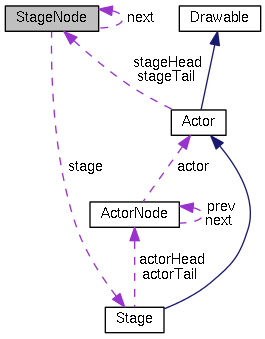 StageNode
next
Drawable
stageHead
stageTail
Actor
stage
actor
ActorNode
prev
next
actorHead
actorTail
Stage